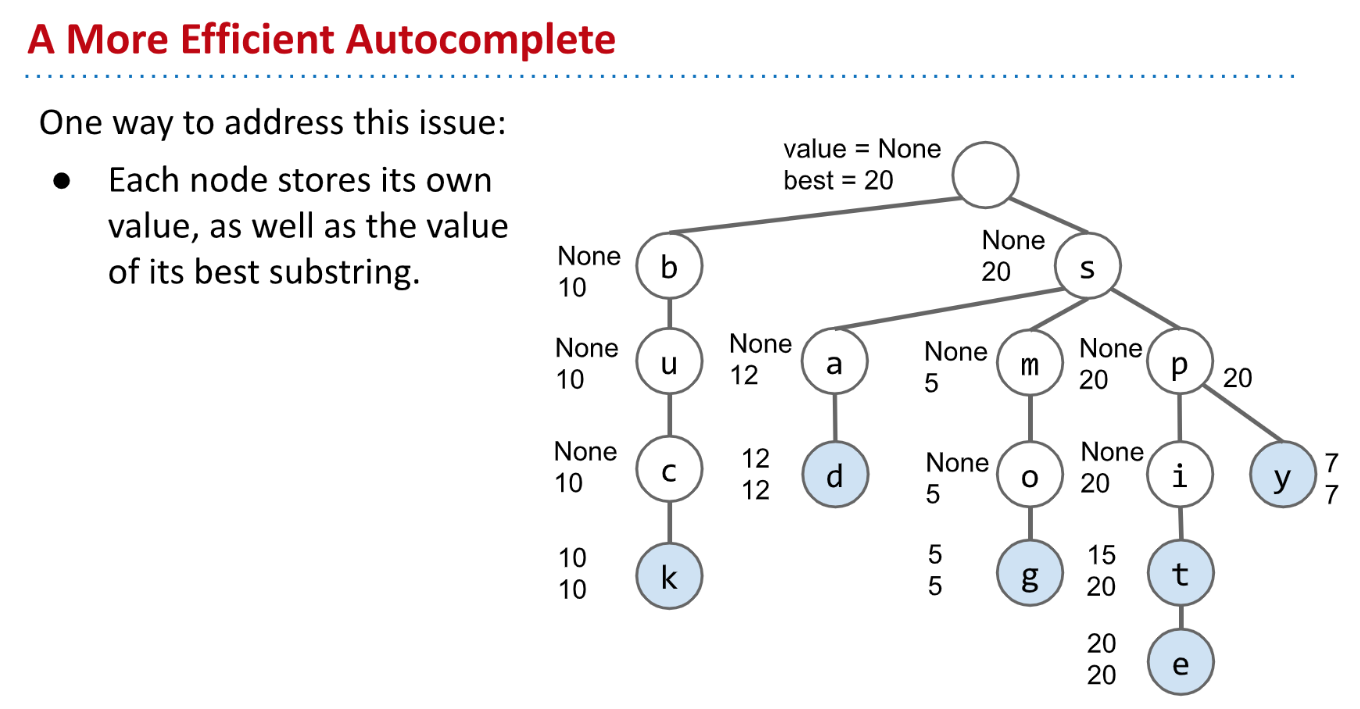 A More Efficient Autocomplete
One way to address this issue:
● Each node stores its own
value, as well as the value
of its best substring.
value = None
best = 20
None
10
b
None
20
s
None
10
u
None
12
a
None
5
m
None
20
p
20
None
10
c
12
12
d
None
5
o
None
20
i
y
7
7
10
10
k
5
5
g
15
20
t
20
20
e